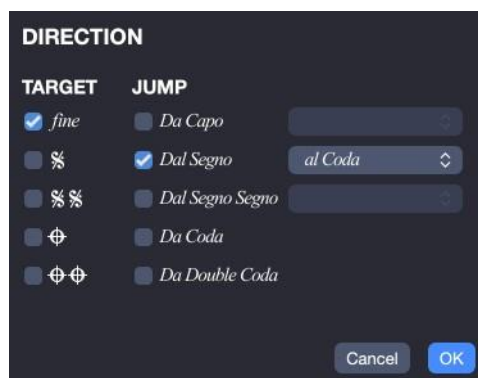 DIRECTION
TARGET JUMP
fine Da Capo
Dal Segno al Coda
Dal Segno Segno
Da Coda
Da Double Coda
Cancel OK